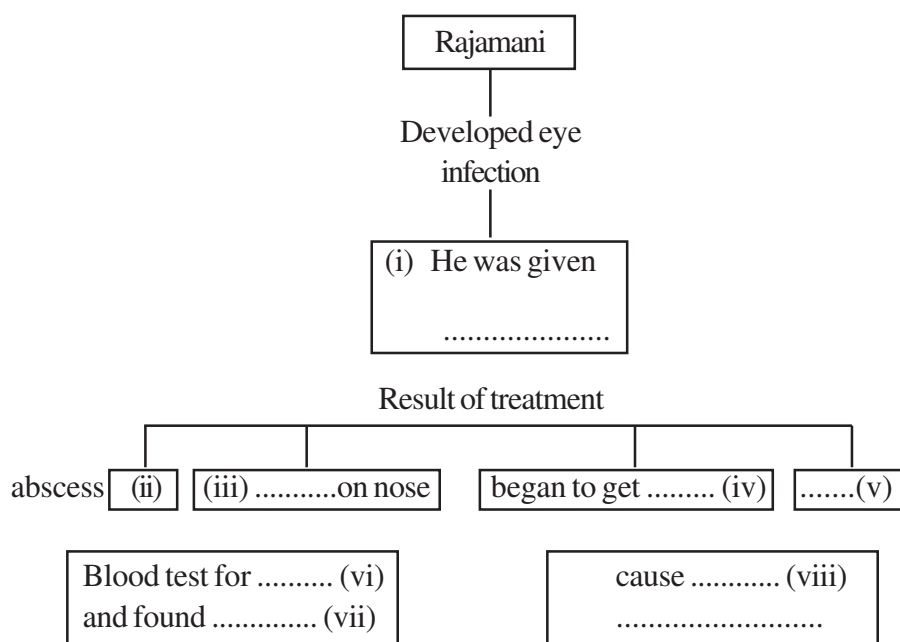 Rajamani
Developed eye
infection
(i) He was given
.....................
Result of treatment
abscess (ii) (iii) ...........on nose began to get ......... (iv) .......(v)
Blood test for .......... (vi)
and found .............. (vii)
cause ............ (viii)
..........................